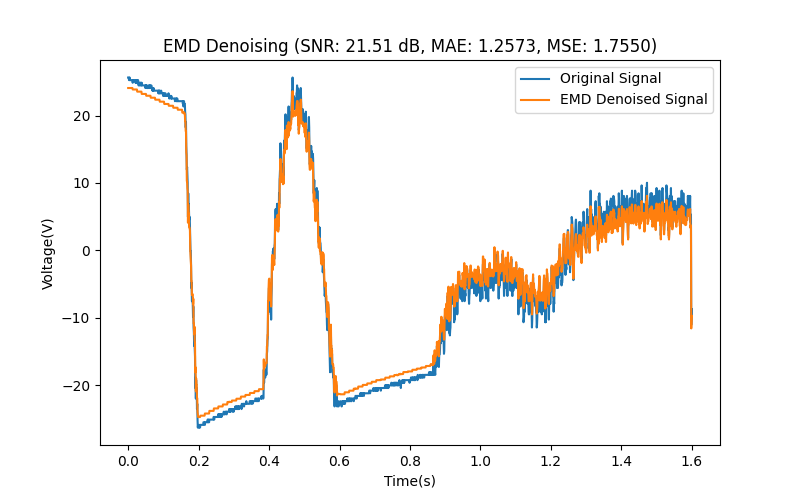 EMD Denoising (SNR: 21.51 dB, MAE: 1.2573, MSE: 1.7550)
Original Signal
EMD Denoised Signal
Voltage(V)
20
10
0
−10
−20
0.0 0.2 0.4 0.6 0.8 1.0 1.2 1.4 1.6
Time(s)